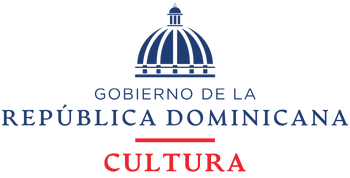 GOBIERNO DE LA
REPÚBLICA DOMINICANA
CULTURA